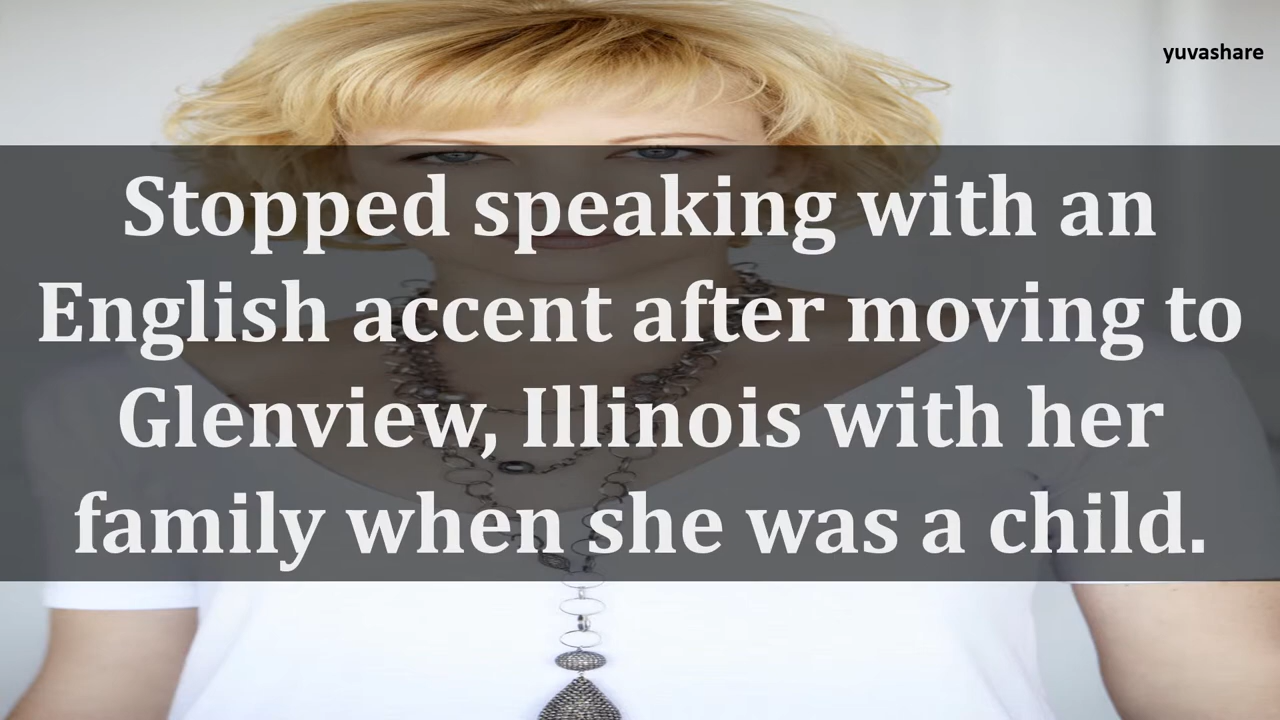 yuvashare
Stopped speaking with an
English accent after moving to
Glenview, Illinois with her
family when she was a child.